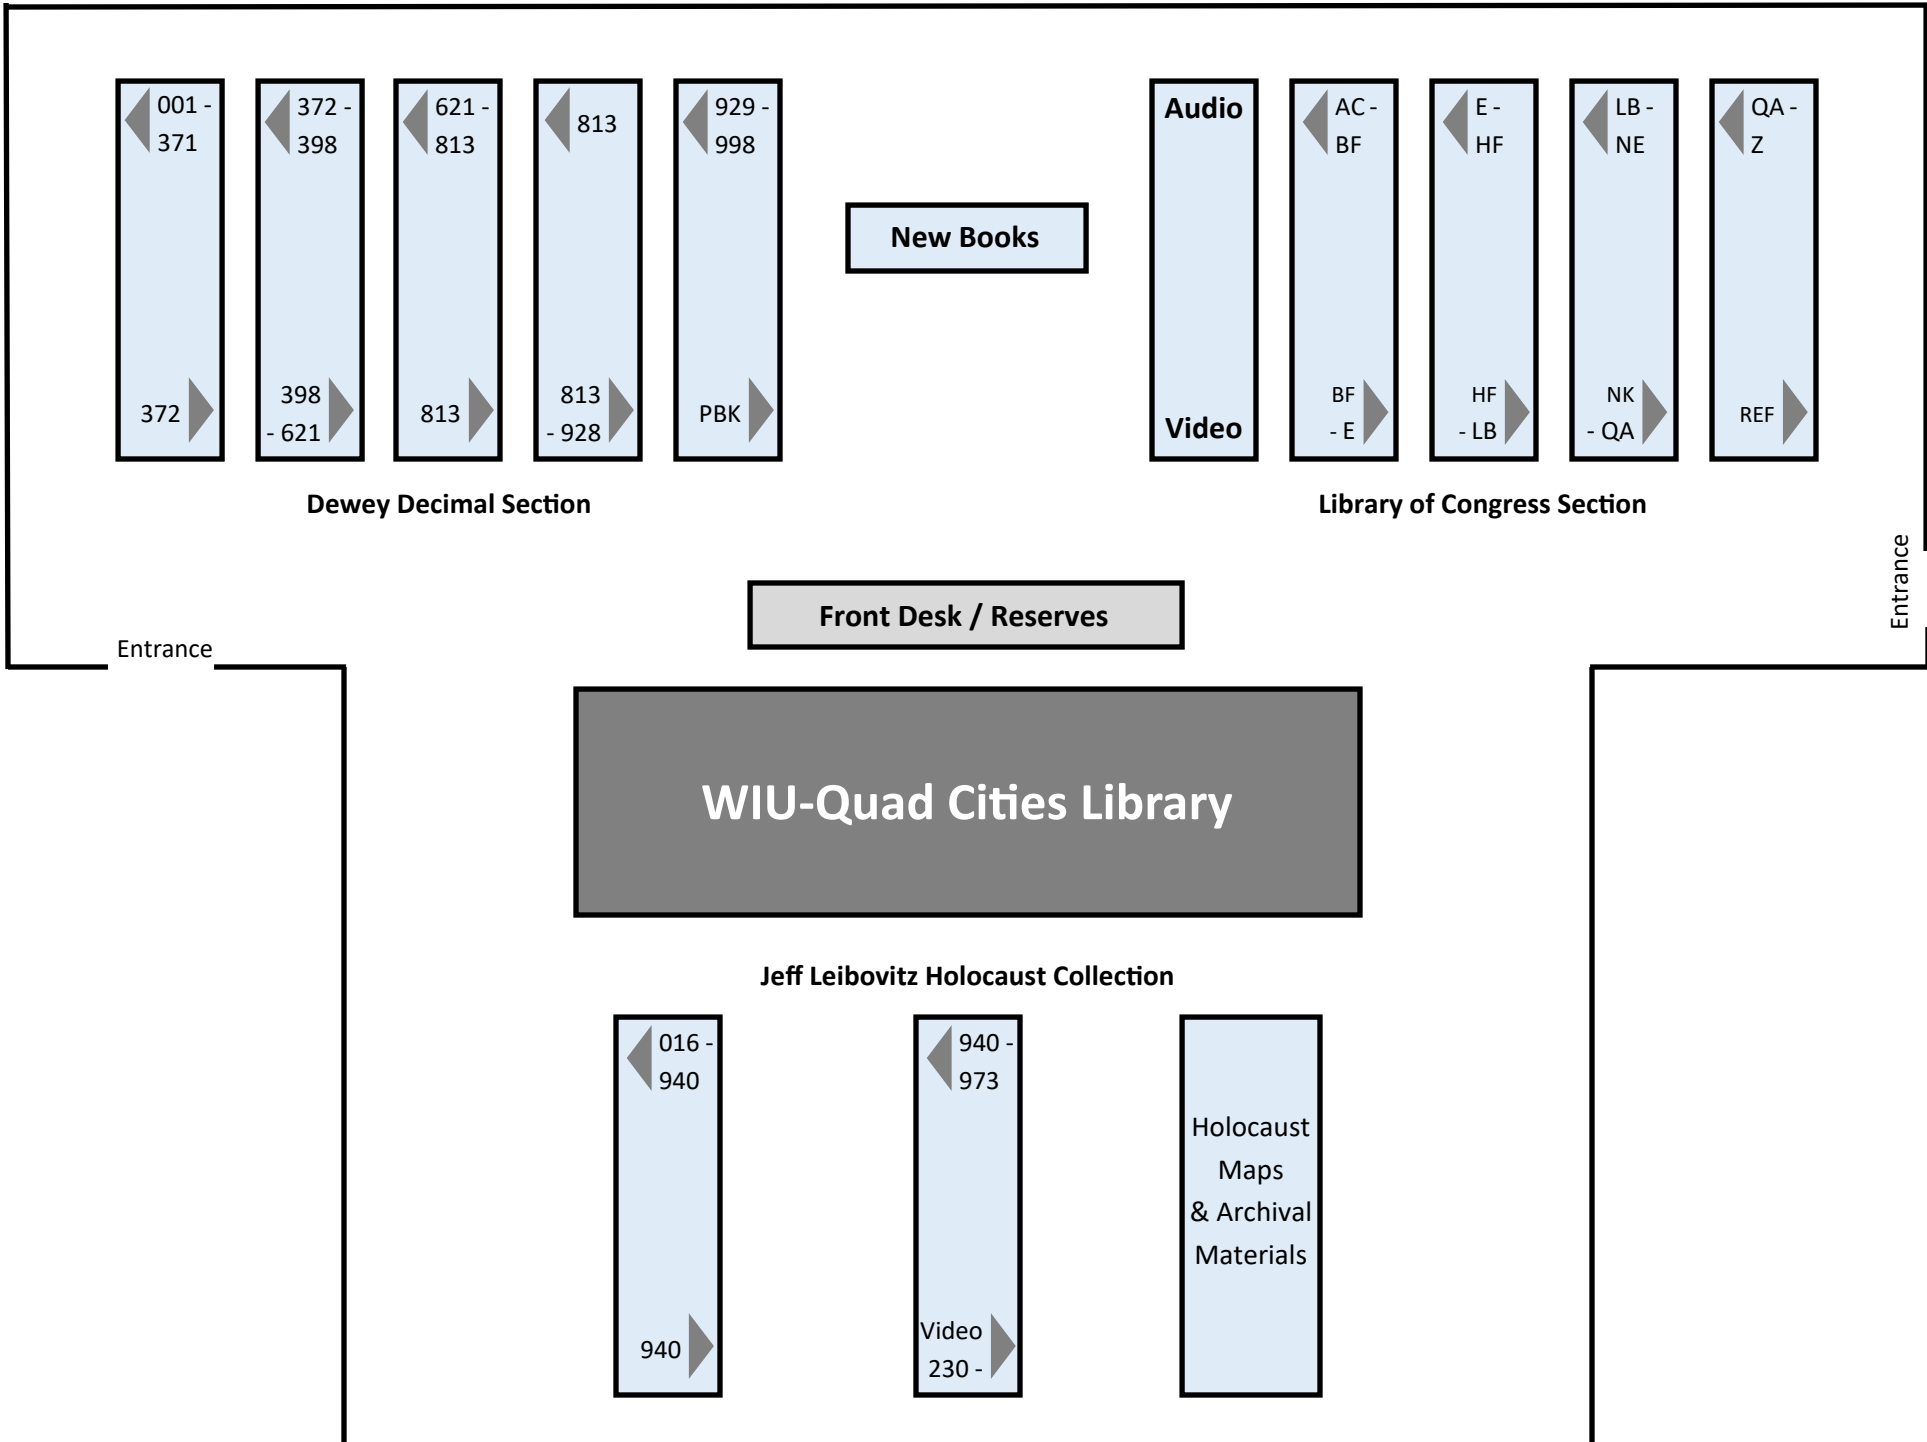 001 -
371
372
372 -
398
398
- 621
621 -
813
813
813
813
- 928
929 -
998
PBK
New Books
Audio
Video
AC -
BF
BF
- E
E -
HF
HF
- LB
LB -
NE
NK
- QA
QA -
Z
REF
Dewey Decimal Section
Library of Congress Section
Entrance
Front Desk / Reserves
Entrance
WIU-Quad Cities Library
Jeff Leibovitz Holocaust Collection
016 -
940
940
940 -
973
Video
230 -
Holocaust
Maps
& Archival
Materials